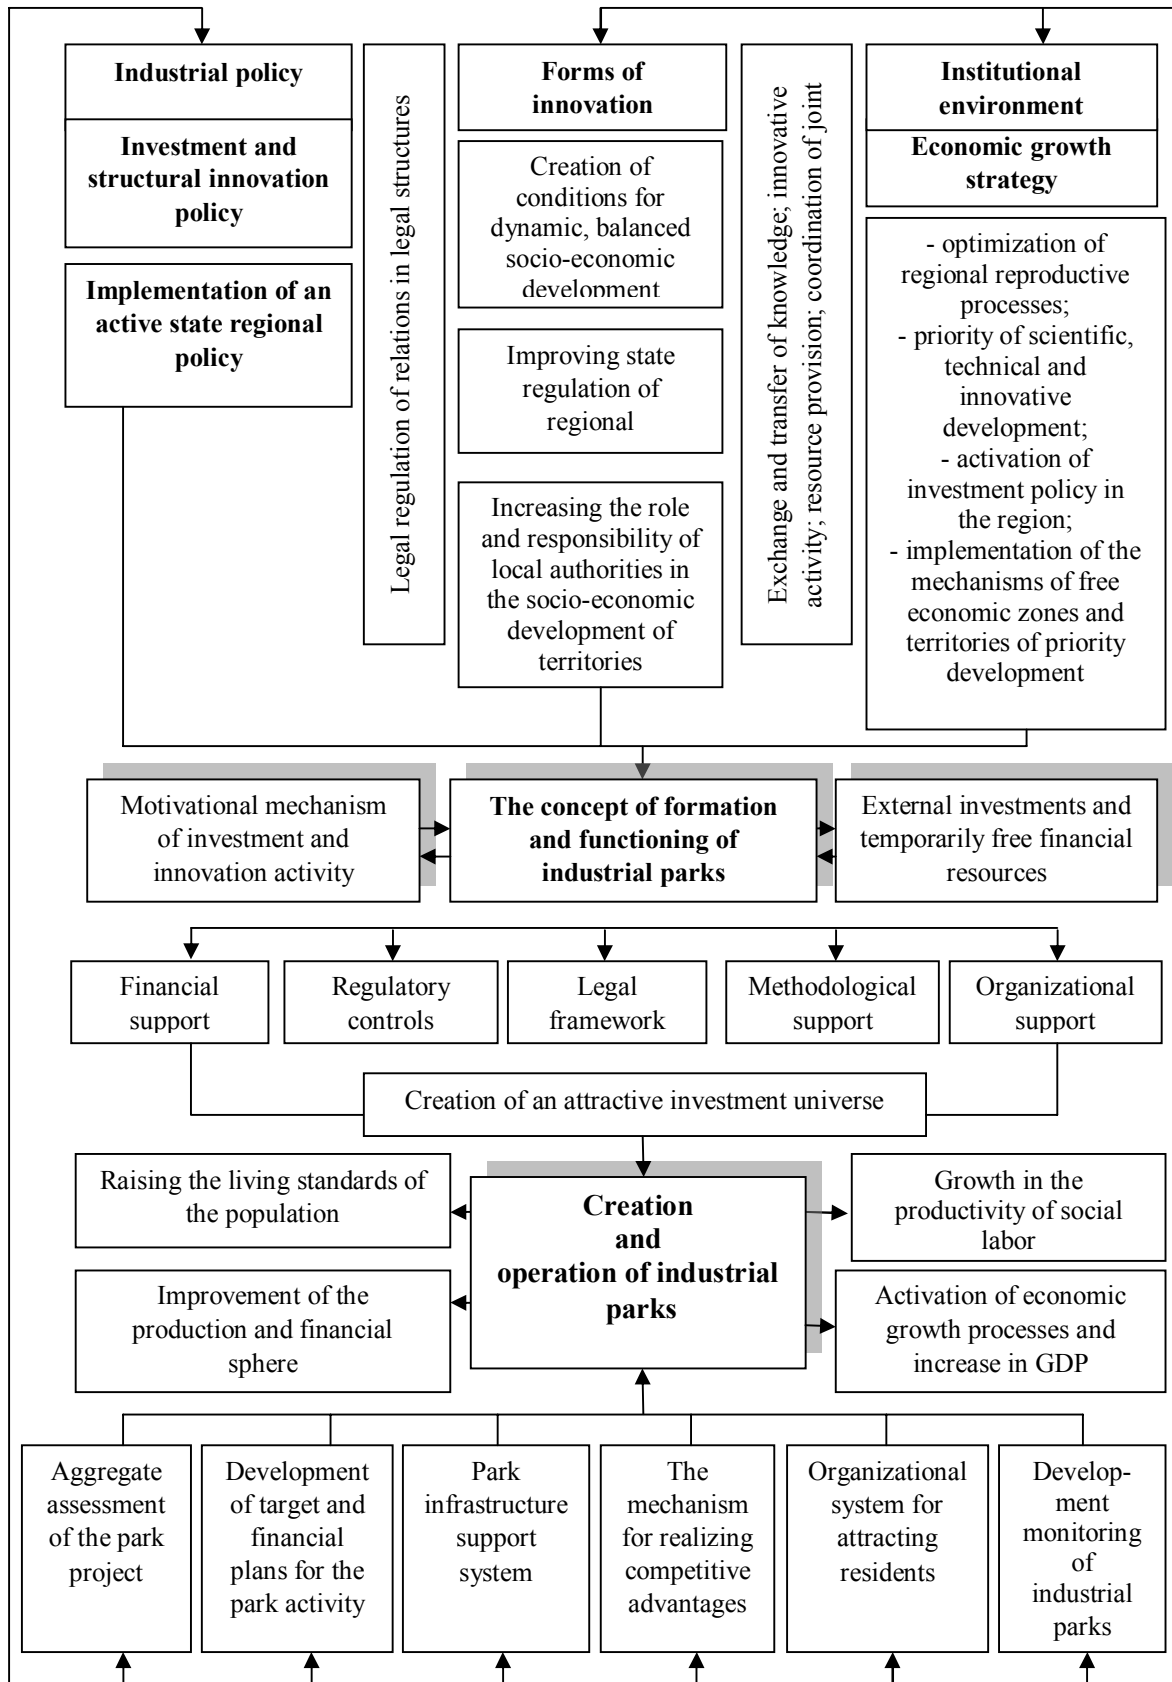 Industrial policy
Investment and
structural innovation
policy
Implementation of an
active state regional
policy
Legal regulation of relations in legal structures
Forms of
innovation
Creation of
conditions for
dynamic, balanced
socio-economic
development
Improving state
regulation of
regional
Increasing the role
and responsibility of
local authorities in
the socio-economic
development of
territories
Exchange and transfer of knowledge; innovative
activity; resource provision; coordination of joint
Institutional
environment
Economic growth
strategy
- optimization of
regional reproductive
processes;
- priority of scientific,
technical and
innovative
development;
- activation of
investment policy in
the region;
- implementation of the
mechanisms of free
economic zones and
territories of priority
development
Motivational mechanism
of investment and
innovation activity
The concept of formation
and functioning of
industrial parks
External investments and
temporarily free financial
resources
Financial
support
Regulatory
controls
Legal
framework
Methodological
support
Organizational
support
Creation of an attractive investment universe
Raising the living standards of
the population
Improvement of the
production and financial
sphere
Creation
and
operation of industrial
parks
Growth in the
productivity of social
labor
Activation of economic
growth processes and
increase in GDP
Aggregate
assessment
of the park
project
Development
of target and
financial
plans for the
park activity
Park
infrastructure
support
system
The
mechanism
for realizing
competitive
advantages
Organizational
system for
attracting
residents
Develop-
ment
monitoring
of
industrial
parks